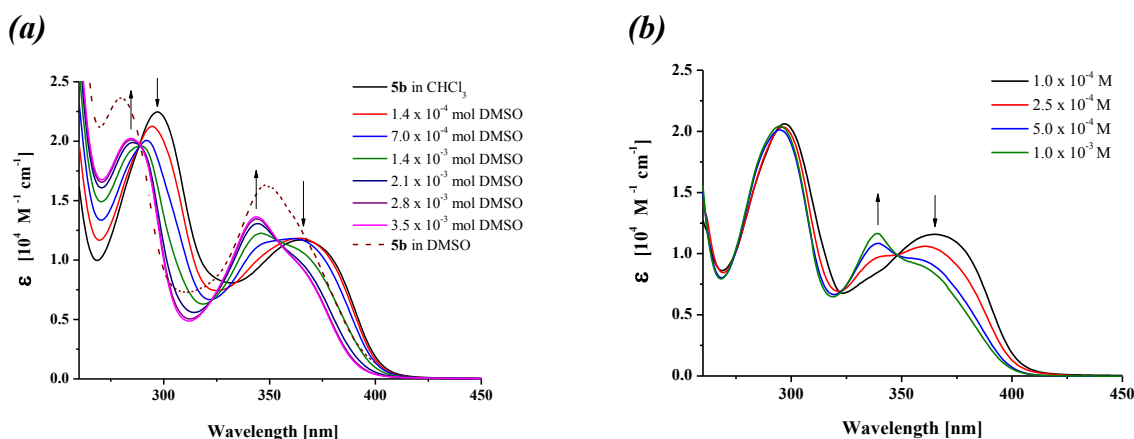 (a)
2.5
2.0
1.5
1.0
0.5
0.0
ε [10⁴ M⁻¹ cm⁻¹]
300
350
400
450
Wavelength [nm]
5b in CHCl₃
1.4 x 10⁻⁴ mol DMSO
7.0 x 10⁻⁴ mol DMSO
1.4 x 10⁻³ mol DMSO
2.1 x 10⁻³ mol DMSO
2.8 x 10⁻³ mol DMSO
3.5 x 10⁻³ mol DMSO
5b in DMSO
(b)
2.5
2.0
1.5
1.0
0.5
0.0
ε [10⁴ M⁻¹ cm⁻¹]
300
350
400
450
Wavelength [nm]
1.0 x 10⁻⁴ M
2.5 x 10⁻⁴ M
5.0 x 10⁻⁴ M
1.0 x 10⁻³ M